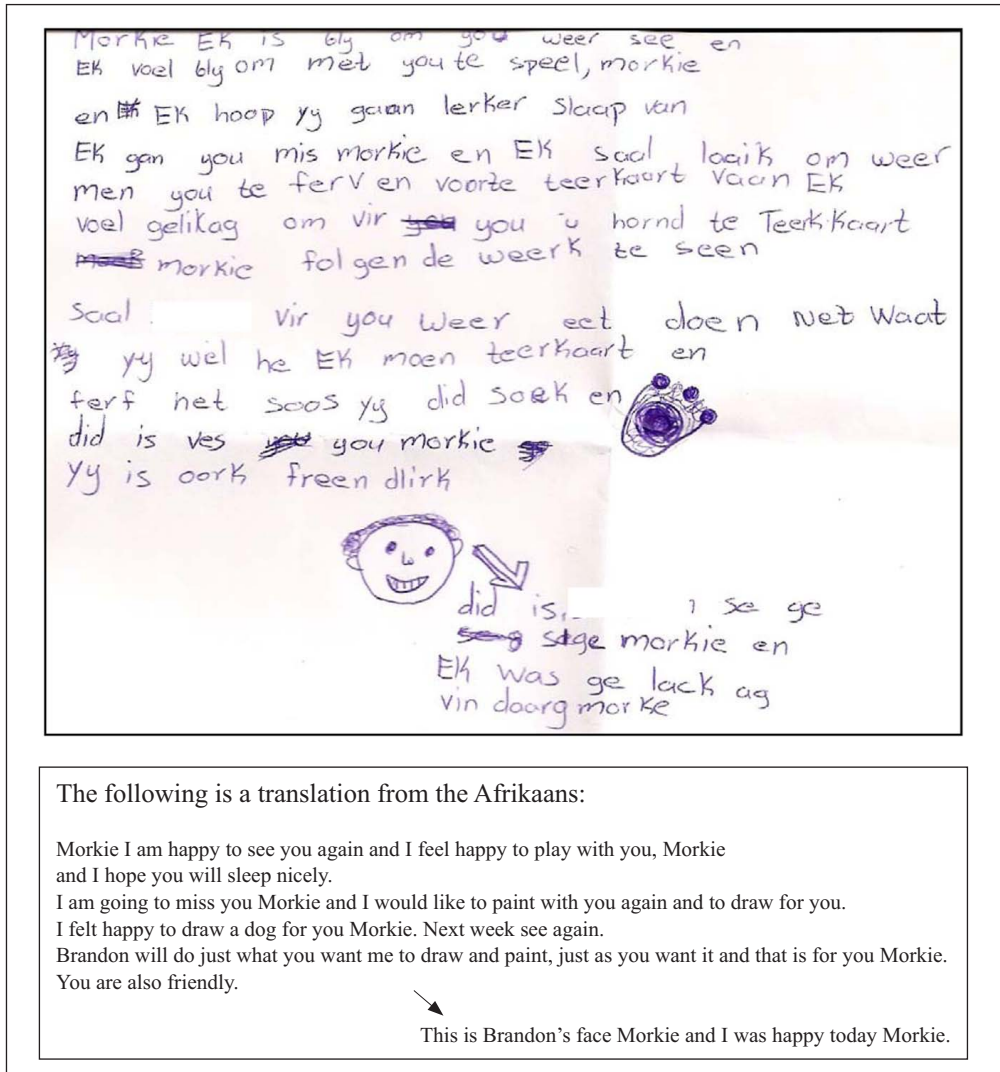 Morkie EK is bly om you weer see en
EK voel bly om met you te speel, morkie
en EK hoop yy gaan lerker slaap van
EK gan you mis morkie en EK saal laaik om weer
men you te ferv en voorte teerkaart vaan EK
voel gelikag om vir you 'u hornd te Teerkkaart
morkie folgen de weerk te seen
Saal vir you weer eet doen net waat
yy wel he EK moen teerkaart en
ferf het soos yy did soek en
did is ves you morkie
yy is oork freen dlirk
did is. se ge
sage morkie en
EK was ge lack ag
vin daarg morke
The following is a translation from the Afrikaans:
Morkie I am happy to see you again and I feel happy to play with you, Morkie
and I hope you will sleep nicely.
I am going to miss you Morkie and I would like to paint with you again and to draw for you.
I felt happy to draw a dog for you Morkie. Next week see again.
Brandon will do just what you want me to draw and paint, just as you want it and that is for you Morkie.
You are also friendly.
This is Brandon’s face Morkie and I was happy today Morkie.